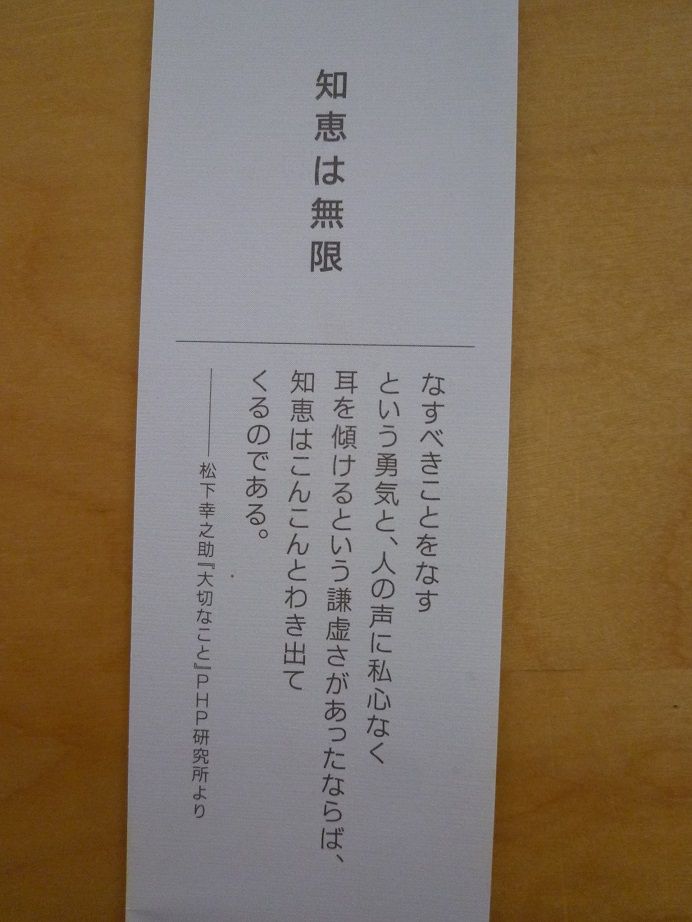 知恵は無限
なすべきことをなす
という勇気と、人の声に私心なく
耳を傾けるという謙虚さがあったならば、
知恵はこんこんとわき出て
くるのである。
――松下幸之助『大切なこと』PHP研究所より